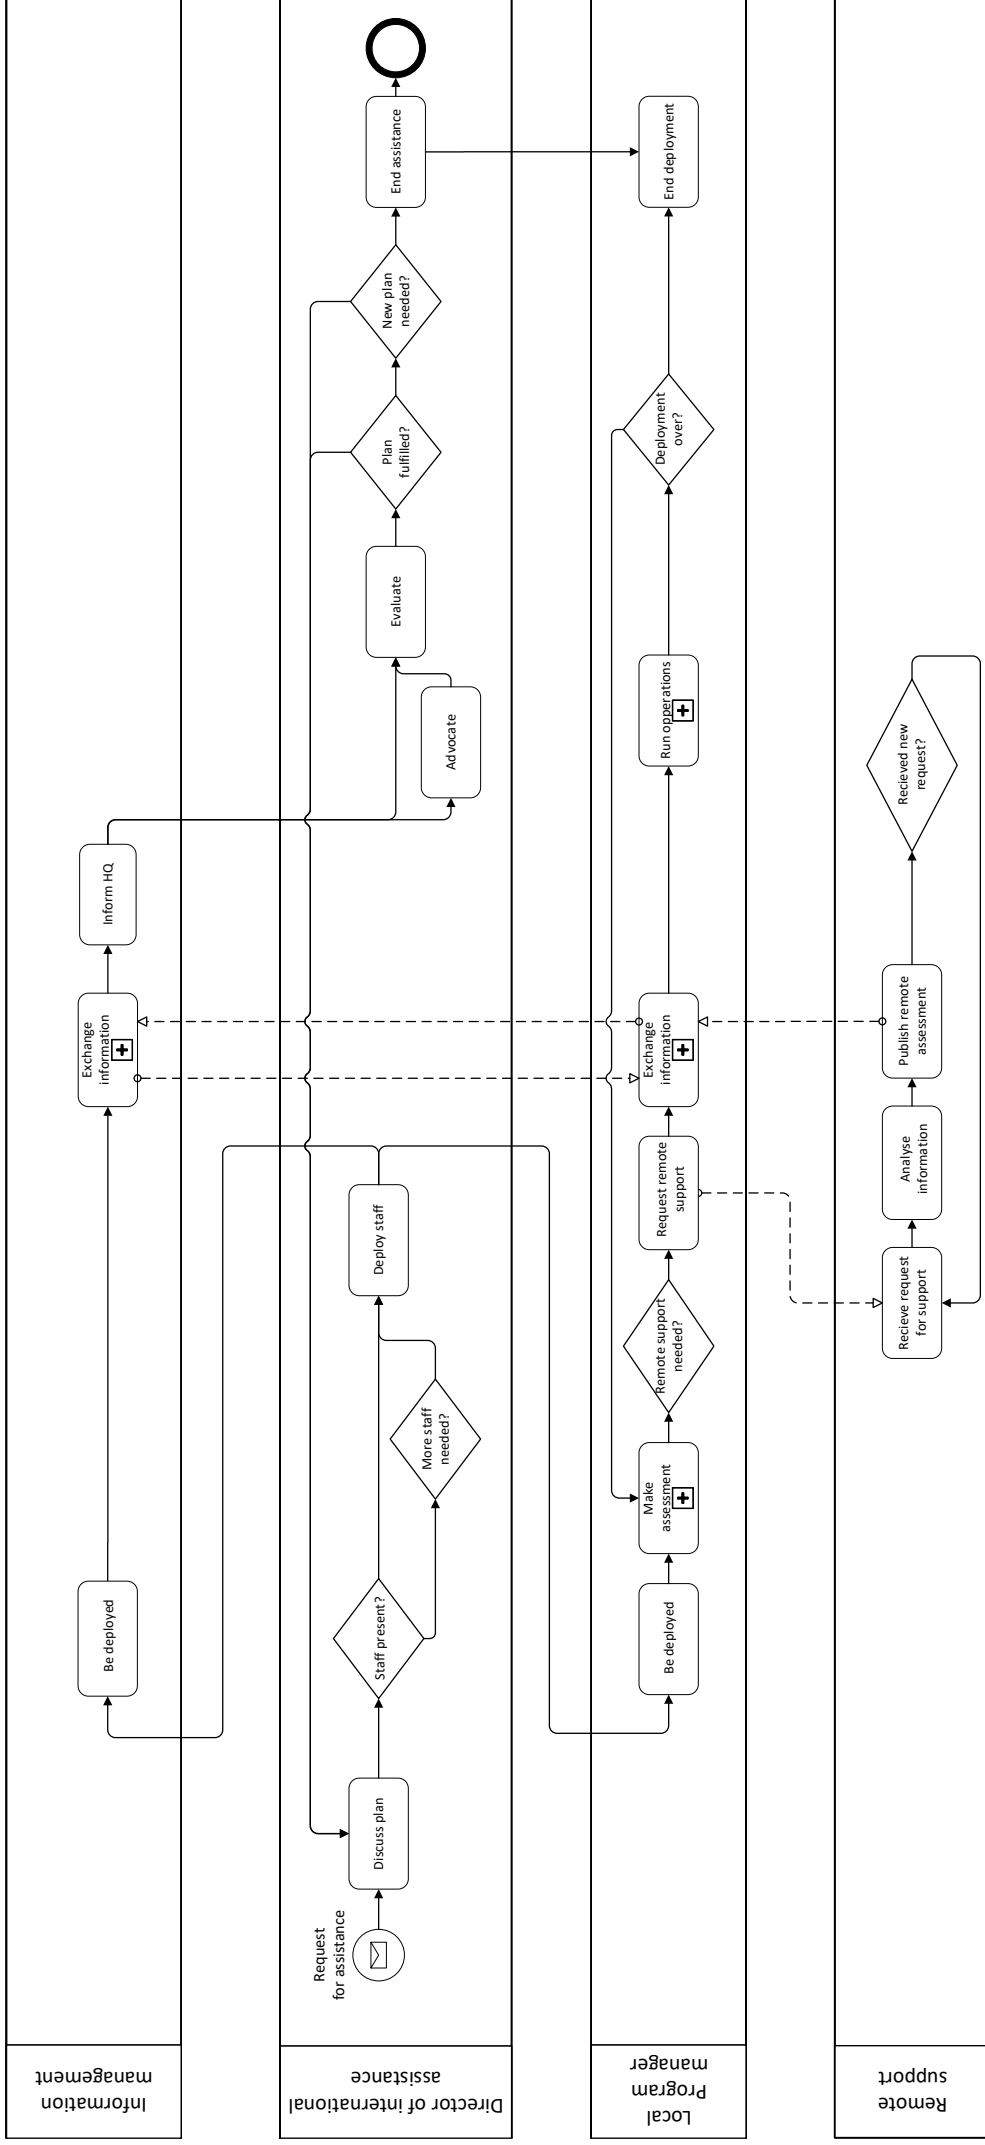 Information
management
Be deployed
Exchange
information
Inform HQ
Director of international
assistance
Request
for assistance
Discuss plan
Staff present?
More staff
needed?
Deploy staff
Advocate
Evaluate
Plan
fulfilled?
New plan
needed?
End assistance
Local
Program
manager
Be deployed
Make
assessment
Remote support
needed?
Request remote
support
Exchange
information
Run opperations
Deployment
over?
End deployment
Remote
support
Recieve request
for support
Analyse
information
Publish remote
assessment
Recieved new
request?